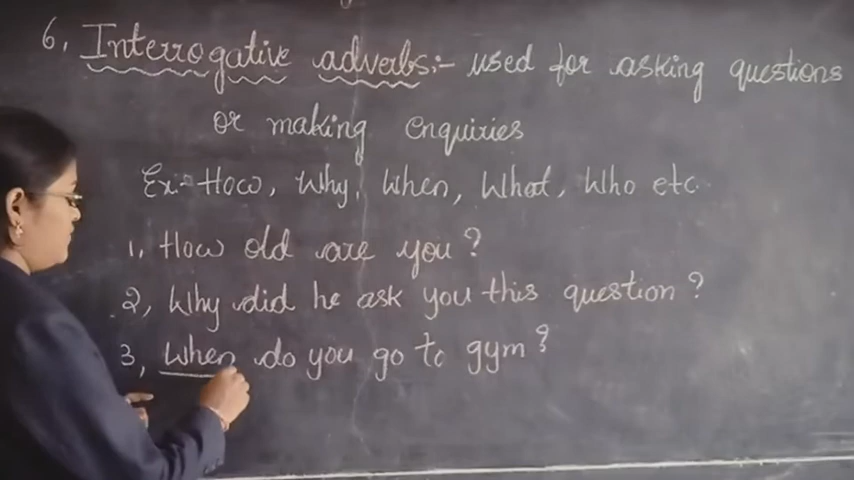 6, Interrogative adverbs:- used for asking questions
or making enquiries
Ex:- How, Why, When, What, Who etc.
1, How old are you?
2, Why did he ask you this question?
3, When do you go to gym?